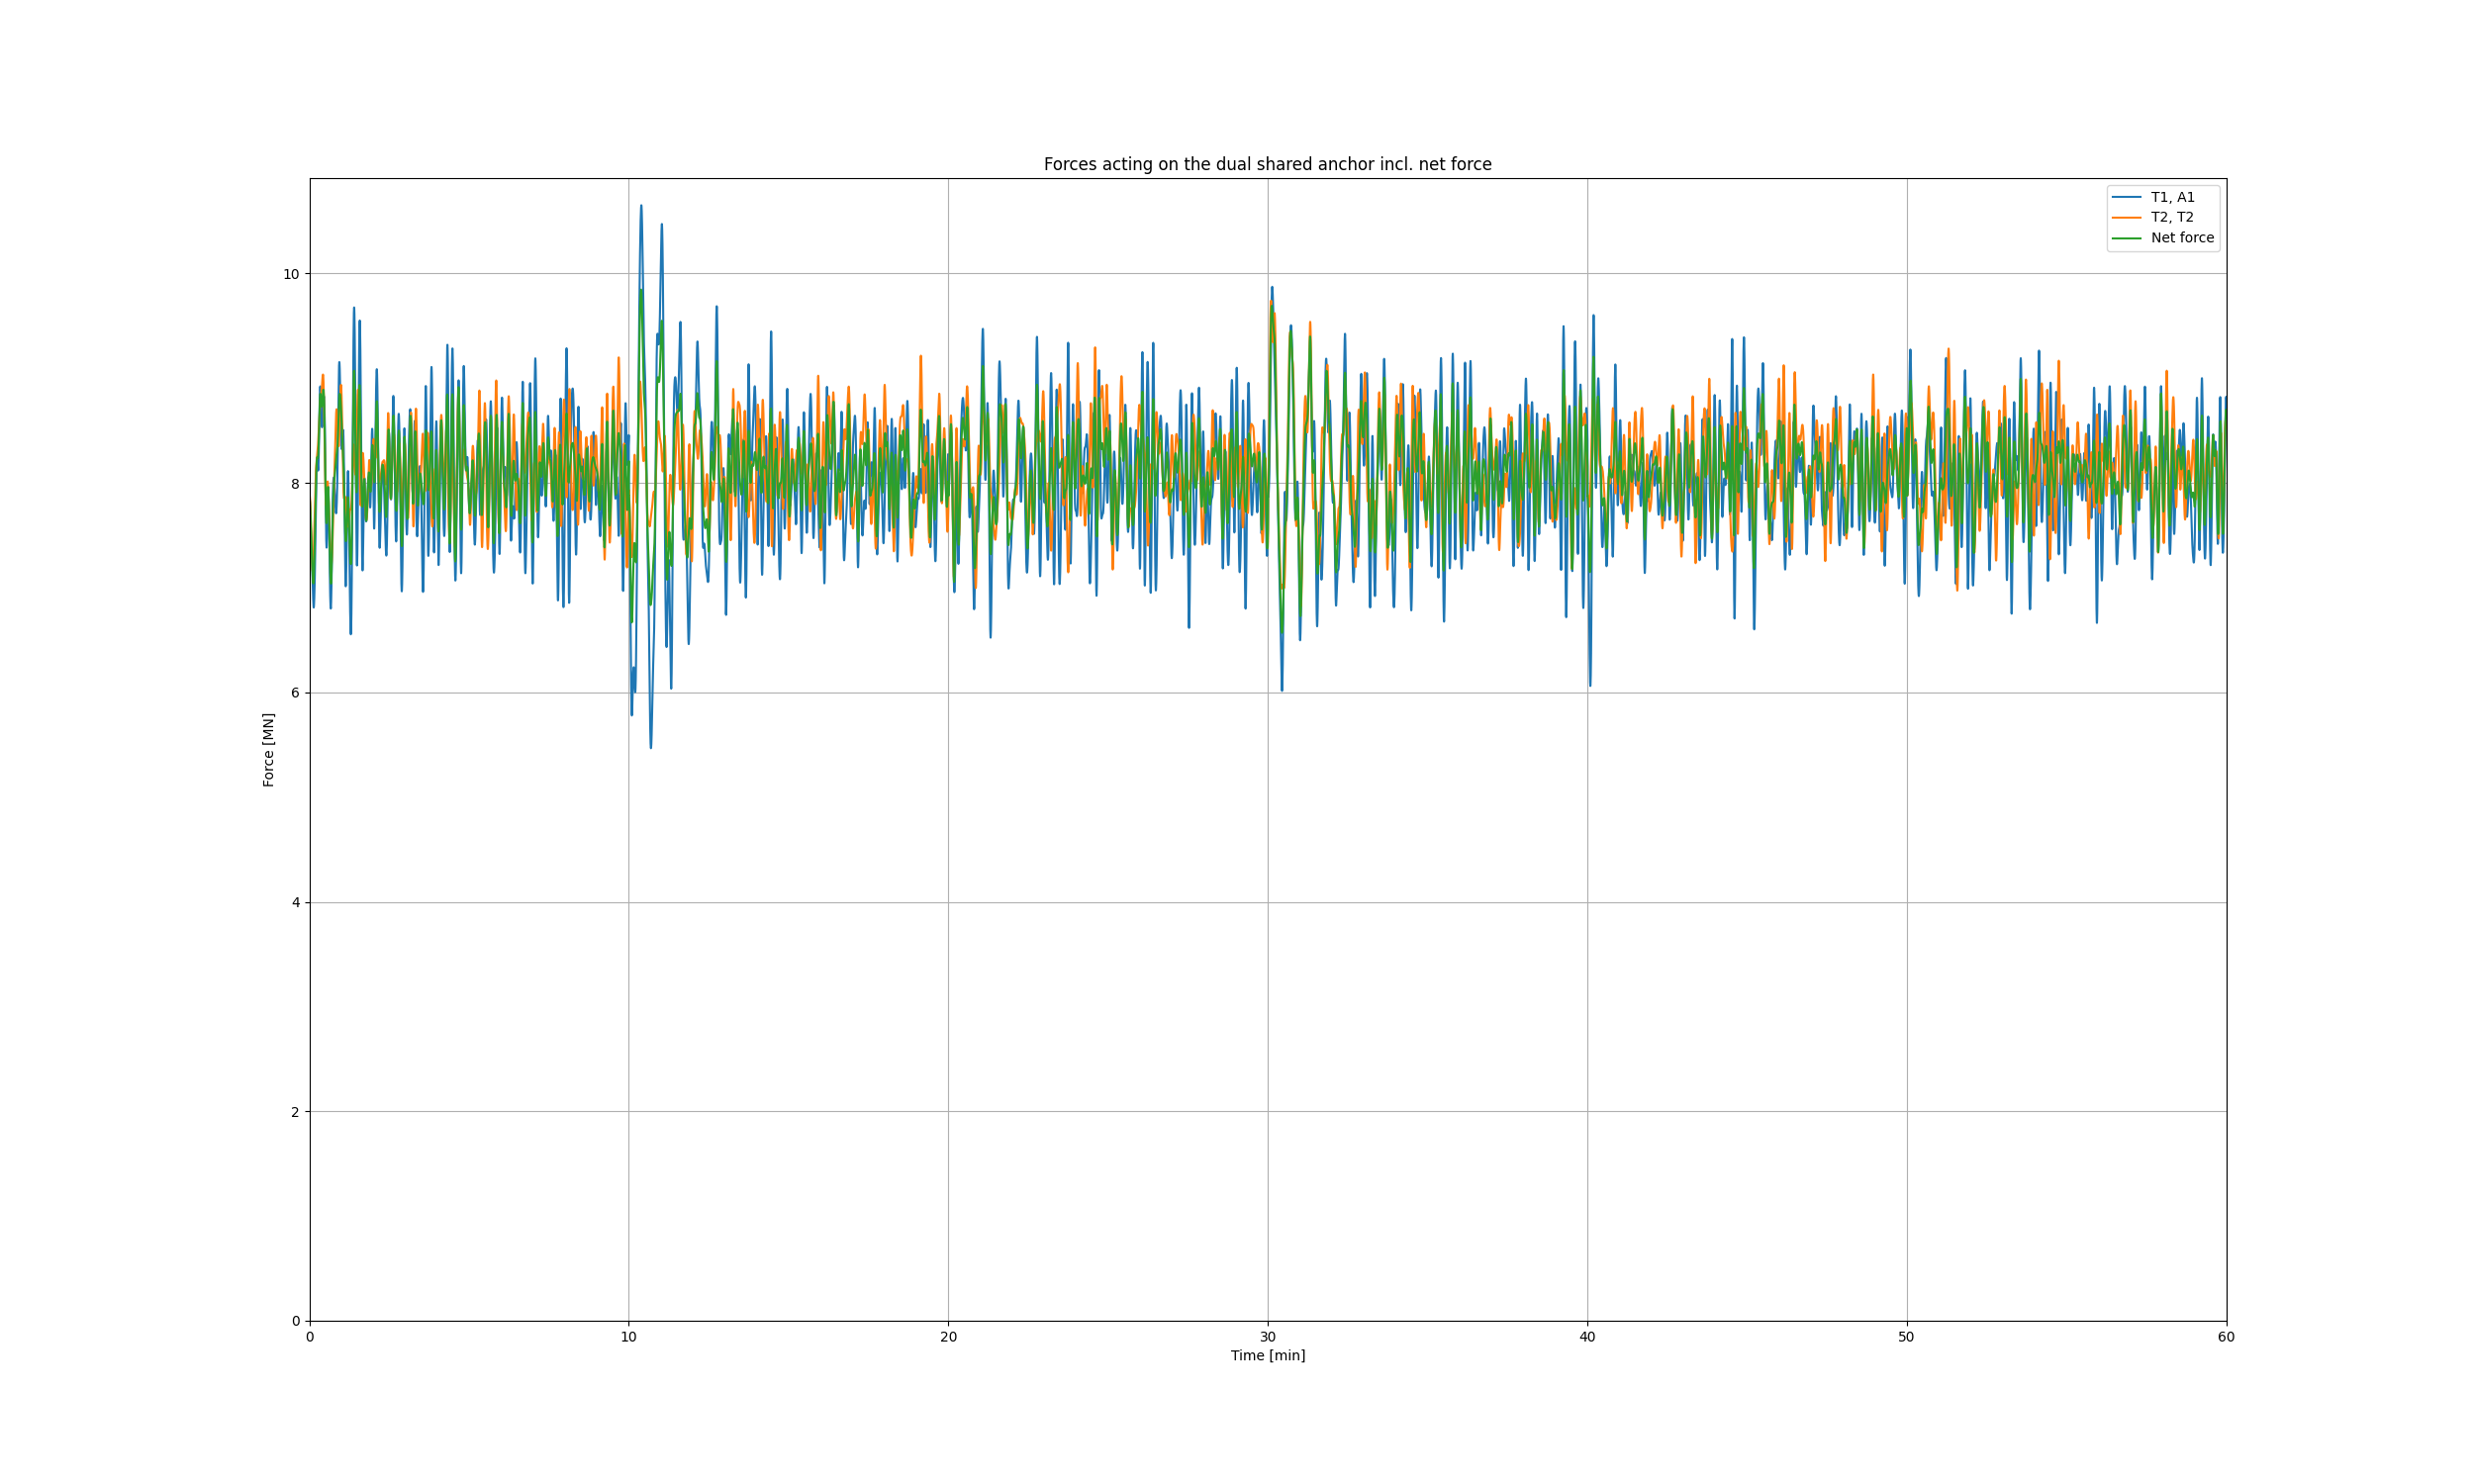 Forces acting on the dual shared anchor incl. net force
T1, A1
T2, T2
Net force
Force [MN]
10
8
6
4
2
0
0 10 20 30 40 50 60
Time [min]